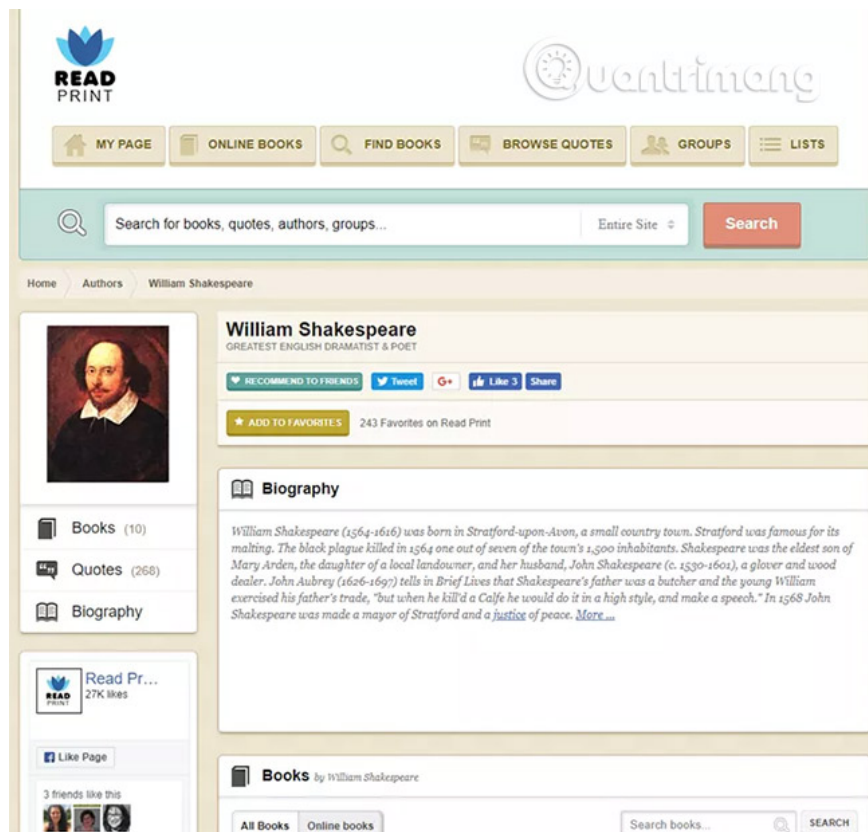 READ
PRINT
Quantrimang
MY PAGE
ONLINE BOOKS
FIND BOOKS
BROWSE QUOTES
GROUPS
LISTS
Search for books, quotes, authors, groups...
Entire Site
Search
Home
Authors
William Shakespeare
William Shakespeare
GREATEST ENGLISH DRAMATIST & POET
RECOMMEND TO FRIENDS
Tweet
G+
Like 3
Share
ADD TO FAVORITES
243 Favorites on Read Print
Books (10)
Quotes (268)
Biography
Biography
William Shakespeare (1564-1616) was born in Stratford-upon-Avon, a small country town. Stratford was famous for its
malting. The black plague killed in 1564 one out of seven of the town's 1,500 inhabitants. Shakespeare was the eldest son of
Mary Arden, the daughter of a local landowner, and her husband, John Shakespeare (c. 1530-1601), a glover and wood
dealer. John Aubrey (1626-1697) tells in Brief Lives that Shakespeare's father was a butcher and the young William
exercised his father's trade, "but when he kill'd a Calfe he would do it in a high style, and make a speech." In 1568 John
Shakespeare was made a mayor of Stratford and a justice of peace. More ...
READ
PRINT
Read Pr...
27K likes
Like Page
3 friends like this
Books by William Shakespeare
All Books
Online books
Search books...
SEARCH